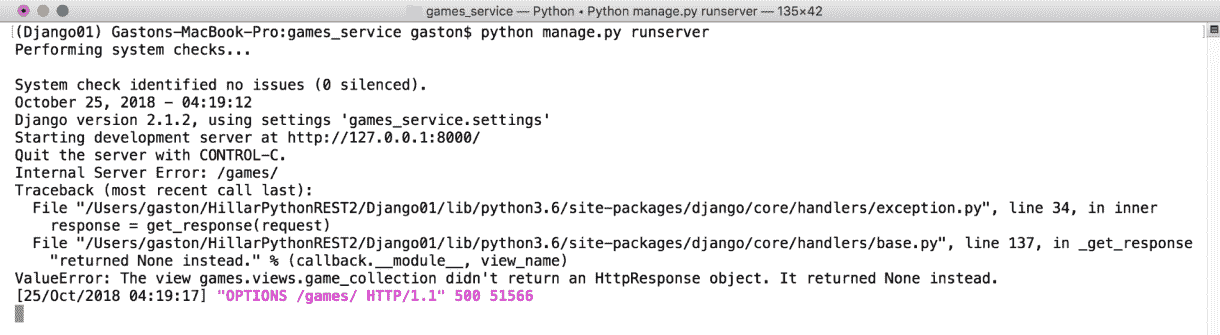 games_service — Python • Python manage.py runserver — 135×42
(Django01) Gastons-MacBook-Pro:games_service gaston$ python manage.py runserver
Performing system checks...
System check identified no issues (0 silenced).
October 25, 2018 - 04:19:12
Django version 2.1.2, using settings 'games_service.settings'
Starting development server at http://127.0.0.1:8000/
Quit the server with CONTROL-C.
Internal Server Error: /games/
Traceback (most recent call last):
  File "/Users/gaston/HillarPythonREST2/Django01/lib/python3.6/site-packages/django/core/handlers/exception.py", line 34, in inner
    response = get_response(request)
  File "/Users/gaston/HillarPythonREST2/Django01/lib/python3.6/site-packages/django/core/handlers/base.py", line 137, in _get_response
    "returned None instead." % (callback.__module__, view_name)
ValueError: The view games.views.game_collection didn't return an HttpResponse object. It returned None instead.
[25/Oct/2018 04:19:17] "OPTIONS /games/ HTTP/1.1" 500 51566